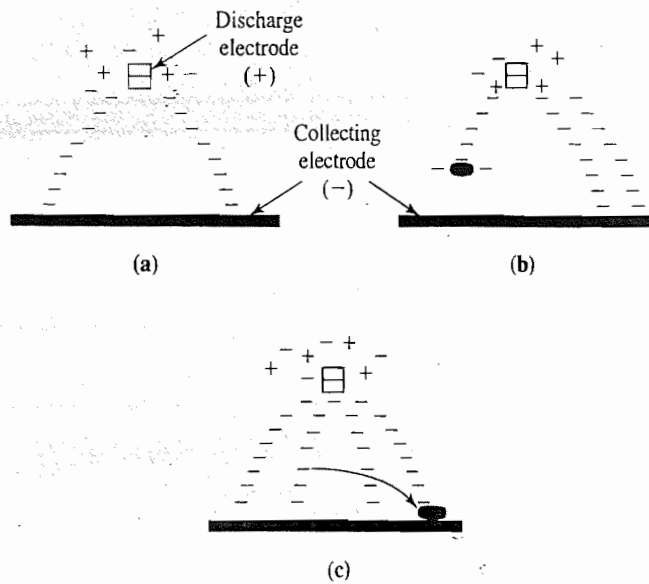 Discharge
electrode
(+)
Collecting
electrode
(−)
(a)
(b)
(c)